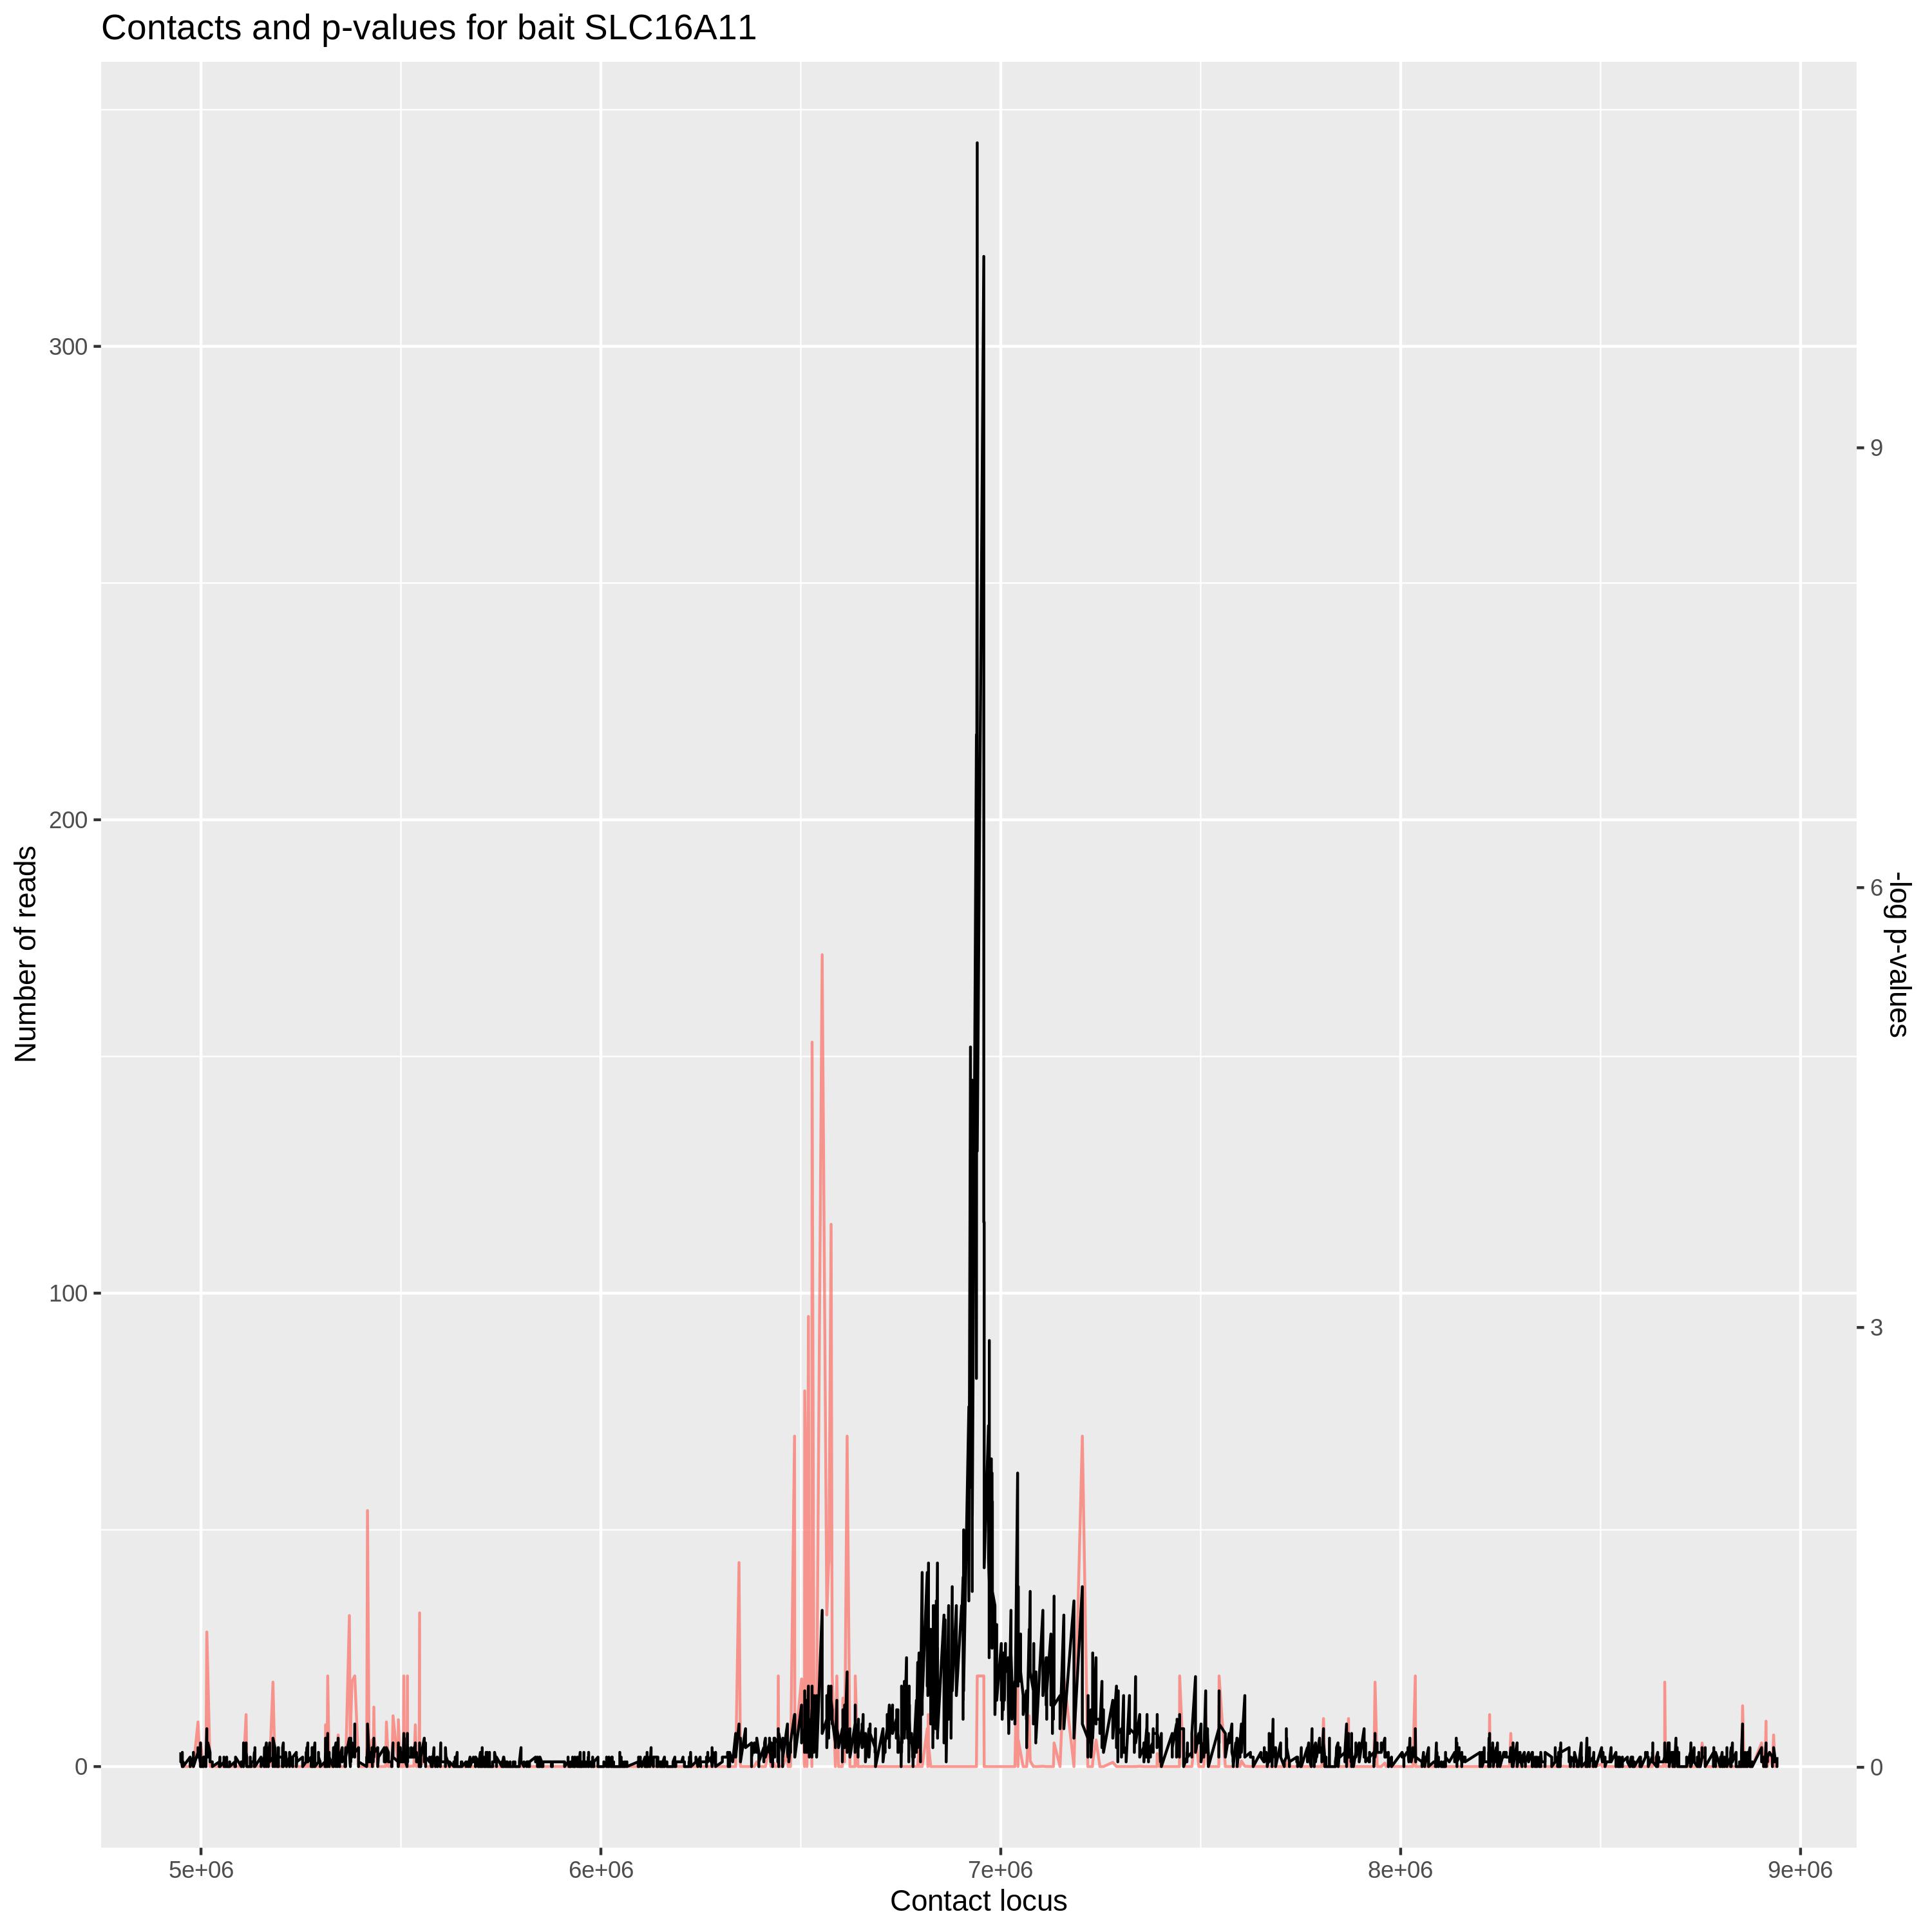 Contacts and p-values for bait SLC16A11
Number of reads
300
200
100
0
9
6
3
0
-log p-values
5e+06
6e+06
7e+06
8e+06
9e+06
Contact locus